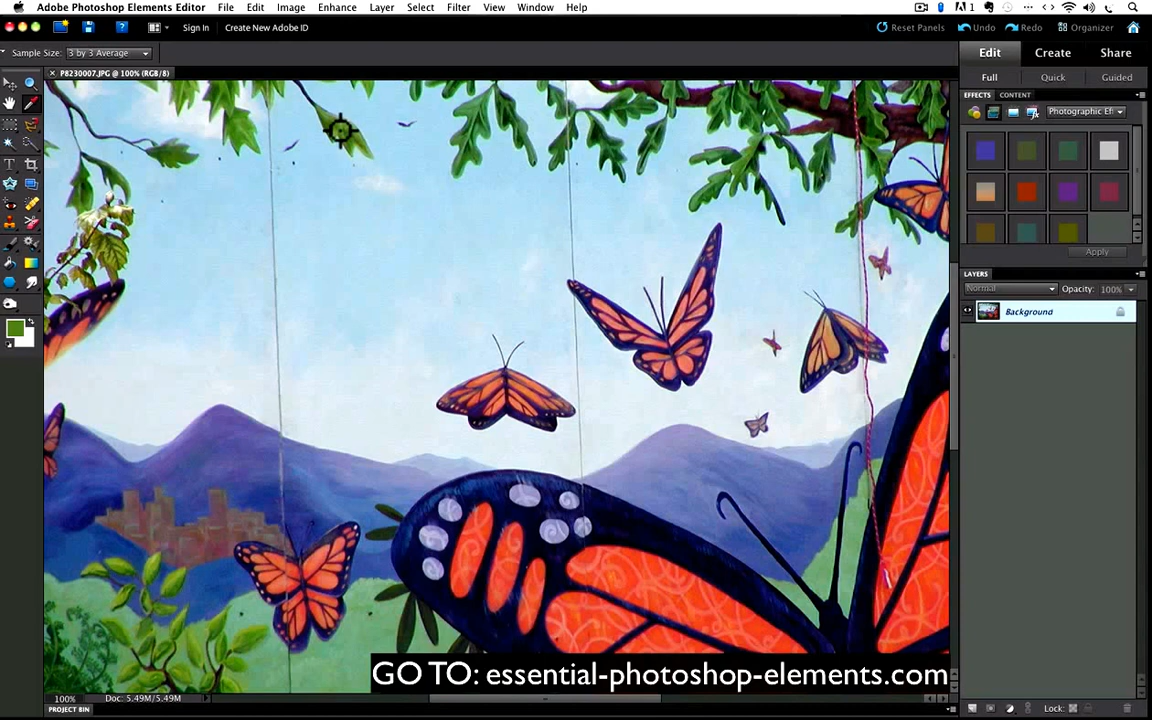 Adobe Photoshop Elements Editor File Edit Image Enhance Layer Select Filter View Window Help
Sign In Create New Adobe ID Reset Panels Undo Redo Organizer
Sample Size: 3 by 3 Average Edit Create Share
P8230007.JPG @ 100% (RGB/8) Full Quick Guided
EFFECTS CONTENT
Photographic Eff
Apply
LAYERS
Normal Opacity: 100%
Background
GO TO: essential-photoshop-elements.com
100% Doc: 5.49M/5.49M
PROJECT BIN Lock: